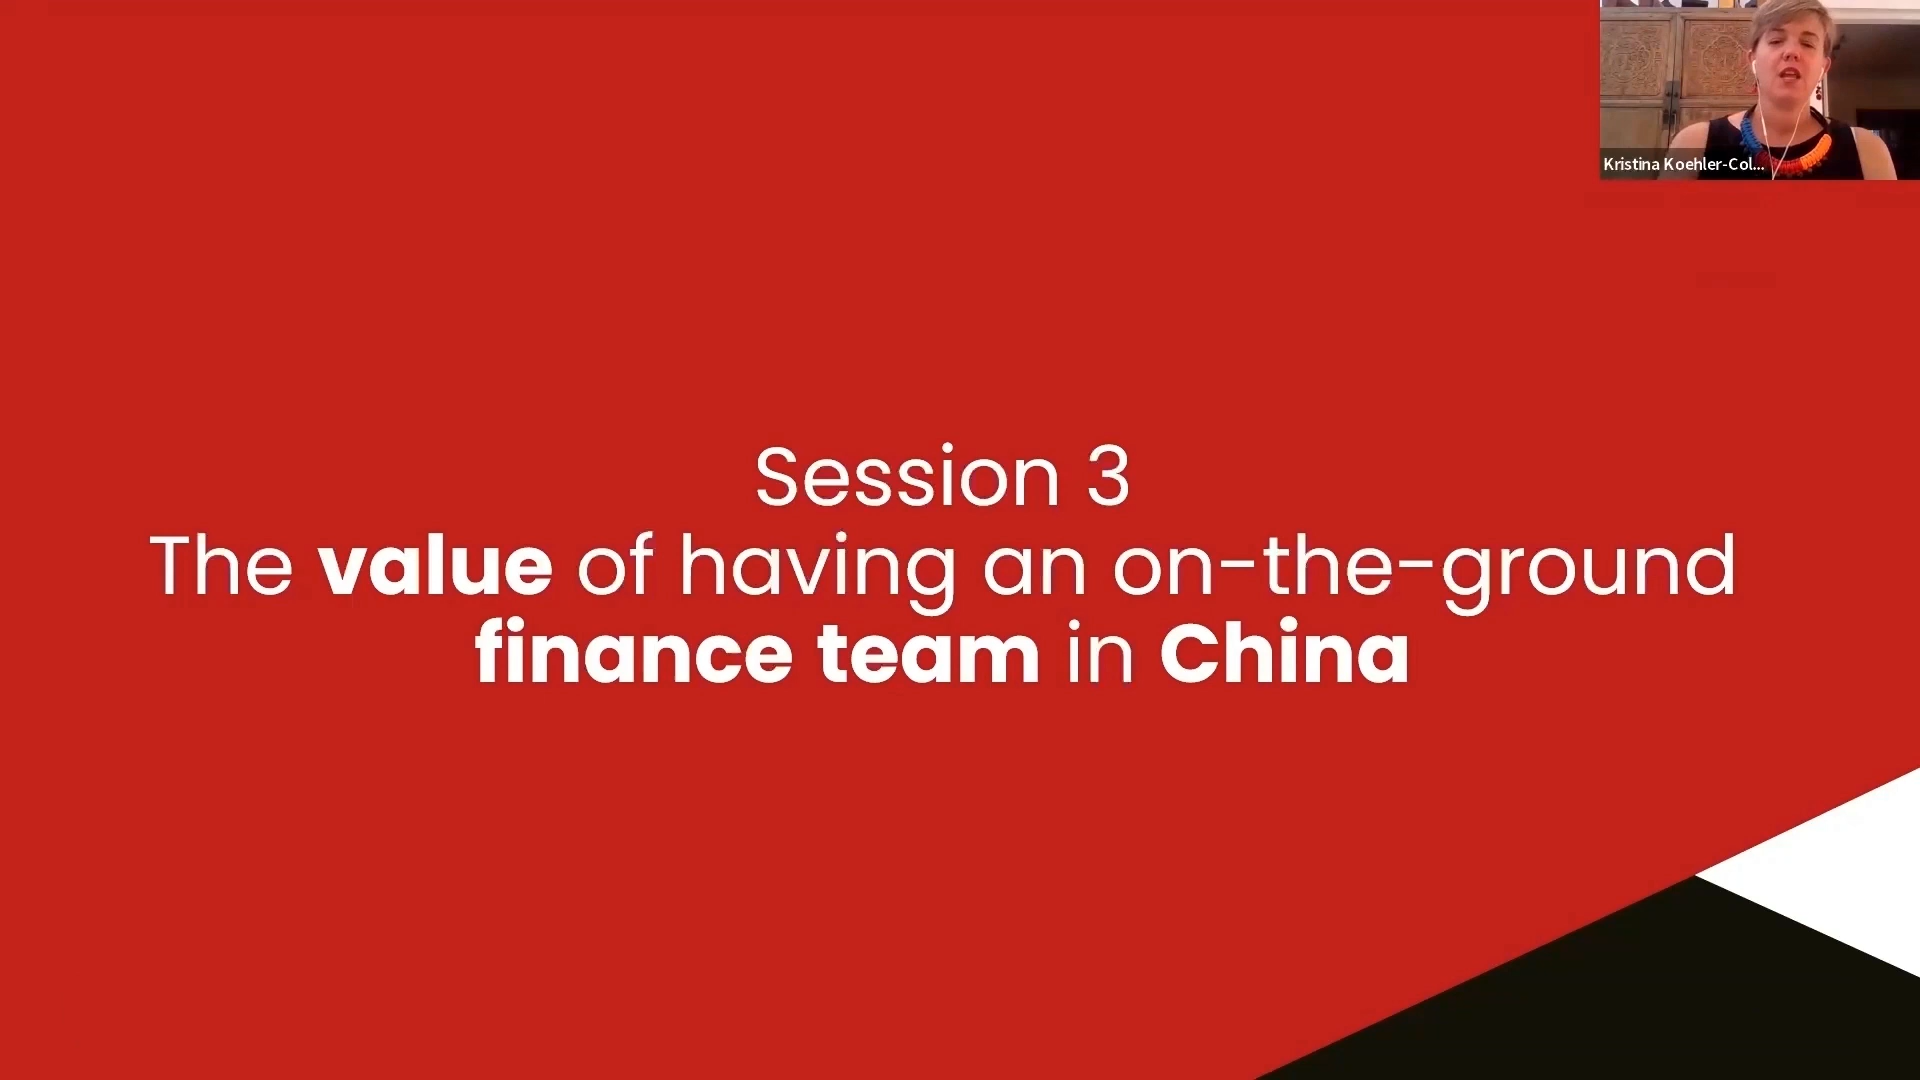 Kristina Koehler-Col...
Session 3
The value of having an on-the-ground
finance team in China